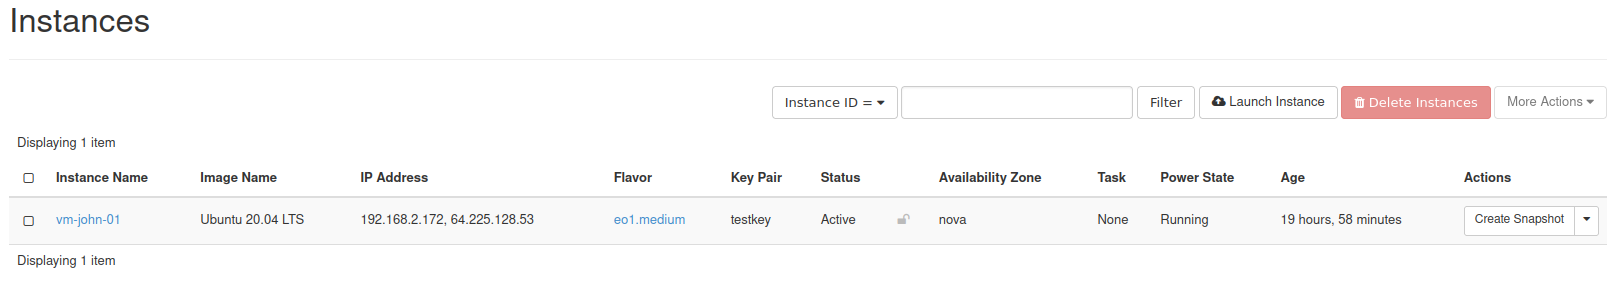 Instances
Instance ID = Filter Launch Instance Delete Instances More Actions
Displaying 1 item
Instance Name Image Name IP Address Flavor Key Pair Status Availability Zone Task Power State Age Actions
vm-john-01 Ubuntu 20.04 LTS 192.168.2.172, 64.225.128.53 eo1.medium testkey Active nova None Running 19 hours, 58 minutes Create Snapshot
Displaying 1 item